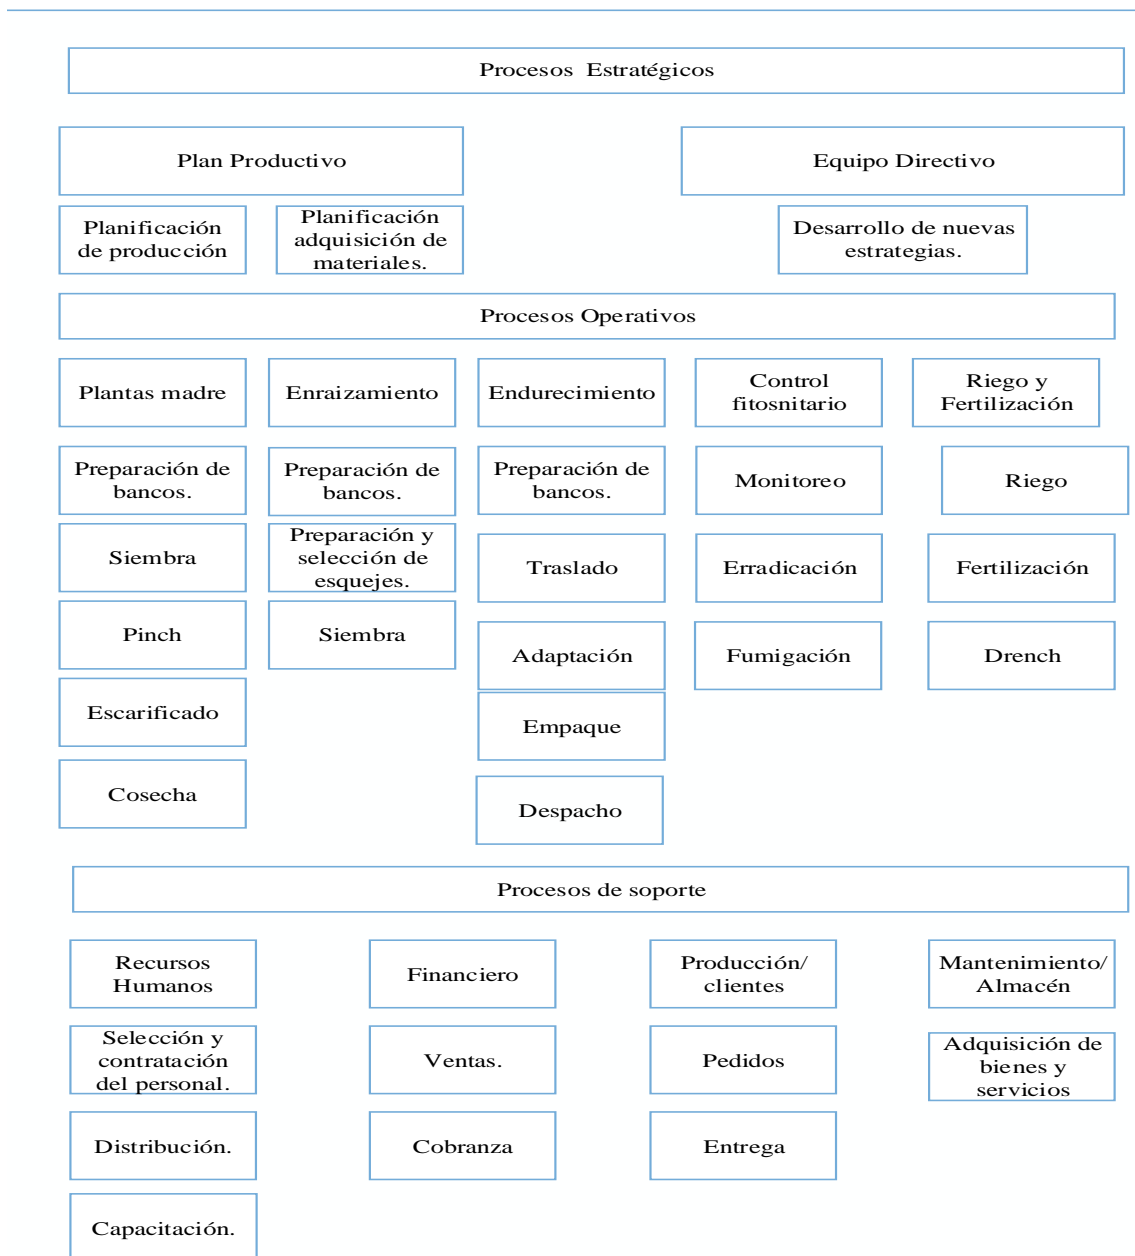 Procesos Estratégicos
Plan Productivo
Equipo Directivo
Planificación
de producción
Planificación
adquisición de
materiales.
Desarrollo de nuevas
estrategias.
Procesos Operativos
Plantas madre
Enraizamiento
Endurecimiento
Control
fitosnitario
Riego y
Fertilización
Preparación de
bancos.
Preparación de
bancos.
Preparación de
bancos.
Monitoreo
Riego
Siembra
Preparación y
selección de
esquejes.
Traslado
Erradicación
Fertilización
Pinch
Siembra
Adaptación
Fumigación
Drench
Escarificado
Empaque
Cosecha
Despacho
Procesos de soporte
Recursos
Humanos
Financiero
Producción/
clientes
Mantenimiento/
Almacén
Selección y
contratación
del personal.
Ventas.
Pedidos
Adquisición de
bienes y
servicios
Distribución.
Cobranza
Entrega
Capacitación.